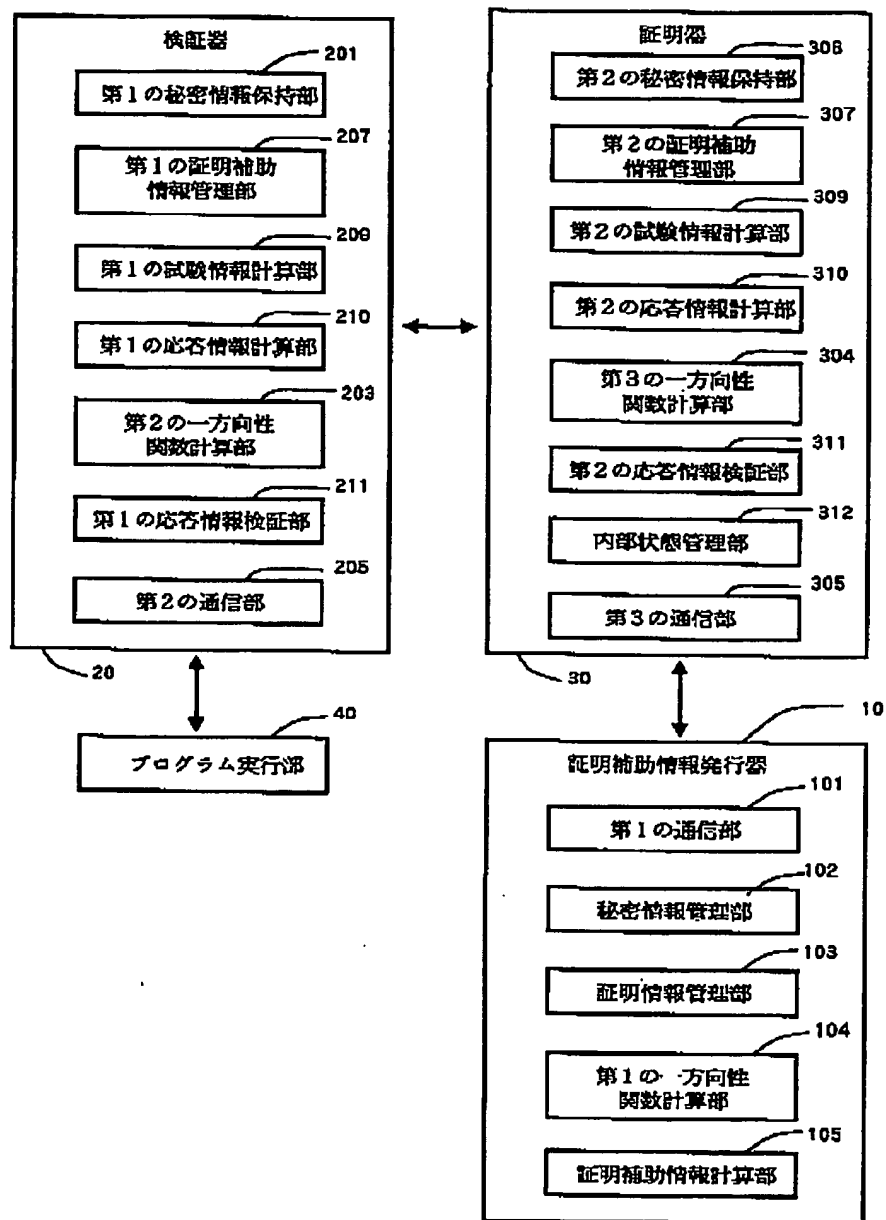 検証器
201
第1の秘密情報保持部
207
第1の証明補助
情報管理部
209
第1の試験情報計算部
210
第1の応答情報計算部
203
第2の一方向性
関数計算部
211
第1の応答情報検証部
205
第2の通信部
20
40
プログラム実行部
証明器
308
第2の秘密情報保持部
307
第2の証明補助
情報管理部
309
第2の試験情報計算部
310
第2の応答情報計算部
304
第3の一方向性
関数計算部
311
第2の応答情報検証部
312
内部状態管理部
305
第3の通信部
30
10
証明補助情報発行器
101
第1の通信部
102
秘密情報管理部
103
証明情報管理部
104
第1の一方向性
関数計算部
105
証明補助情報計算部